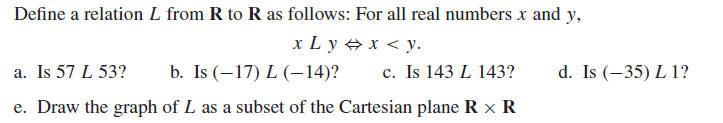 Define a relation L from R to R as follows: For all real numbers x and y,
x L y ⇔ x < y.
a. Is 57 L 53? b. Is (−17) L (−14)? c. Is 143 L 143? d. Is (−35) L 1?
e. Draw the graph of L as a subset of the Cartesian plane R × R